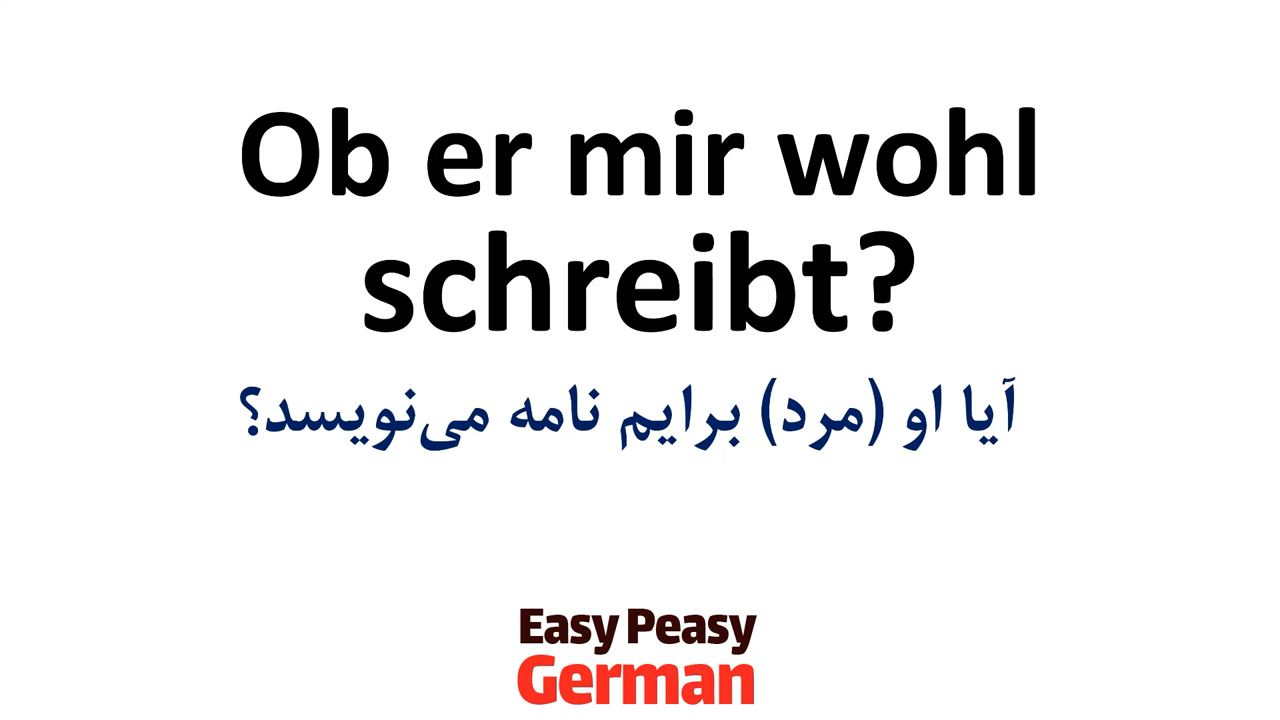 Ob er mir wohl
schreibt?
آیا او (مرد) برایم نامه می‌نویسد؟
Easy Peasy
German